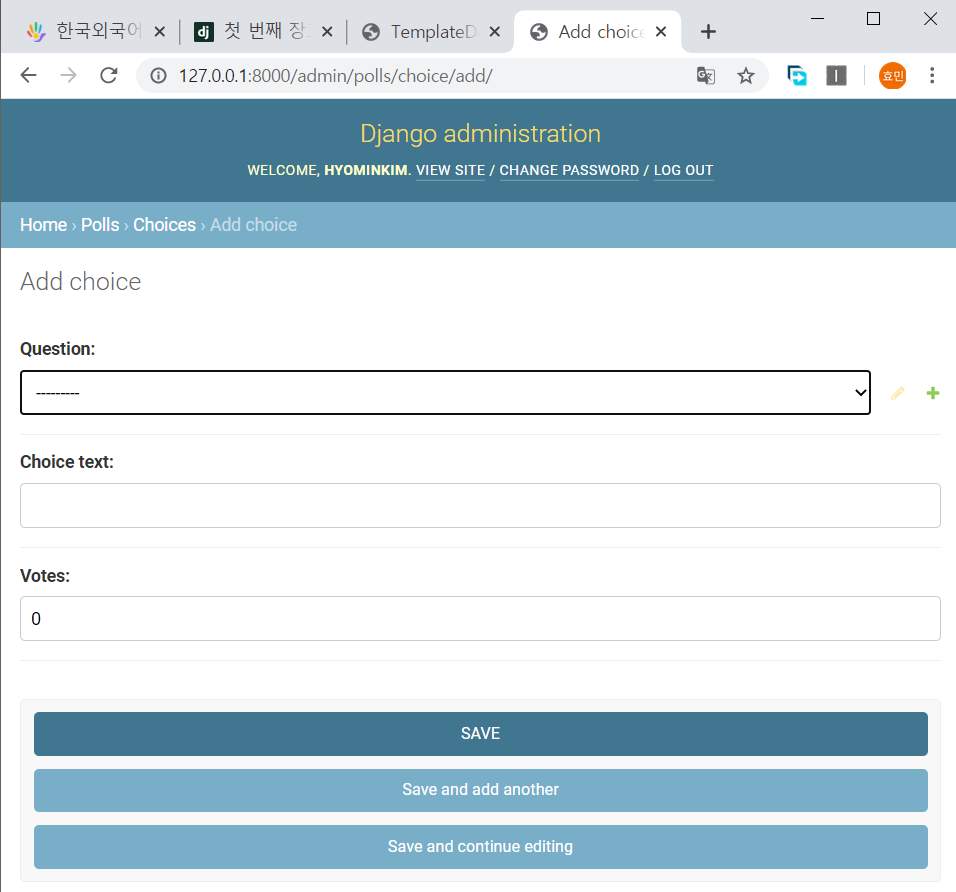 한국외국어
첫 번째 장
TemplateD
Add choice
127.0.0.1:8000/admin/polls/choice/add/
효민
Django administration
WELCOME, HYOMINKIM. VIEW SITE / CHANGE PASSWORD / LOG OUT
Home › Polls › Choices › Add choice
Add choice
Question:
---------
Choice text:
Votes:
0
SAVE
Save and add another
Save and continue editing